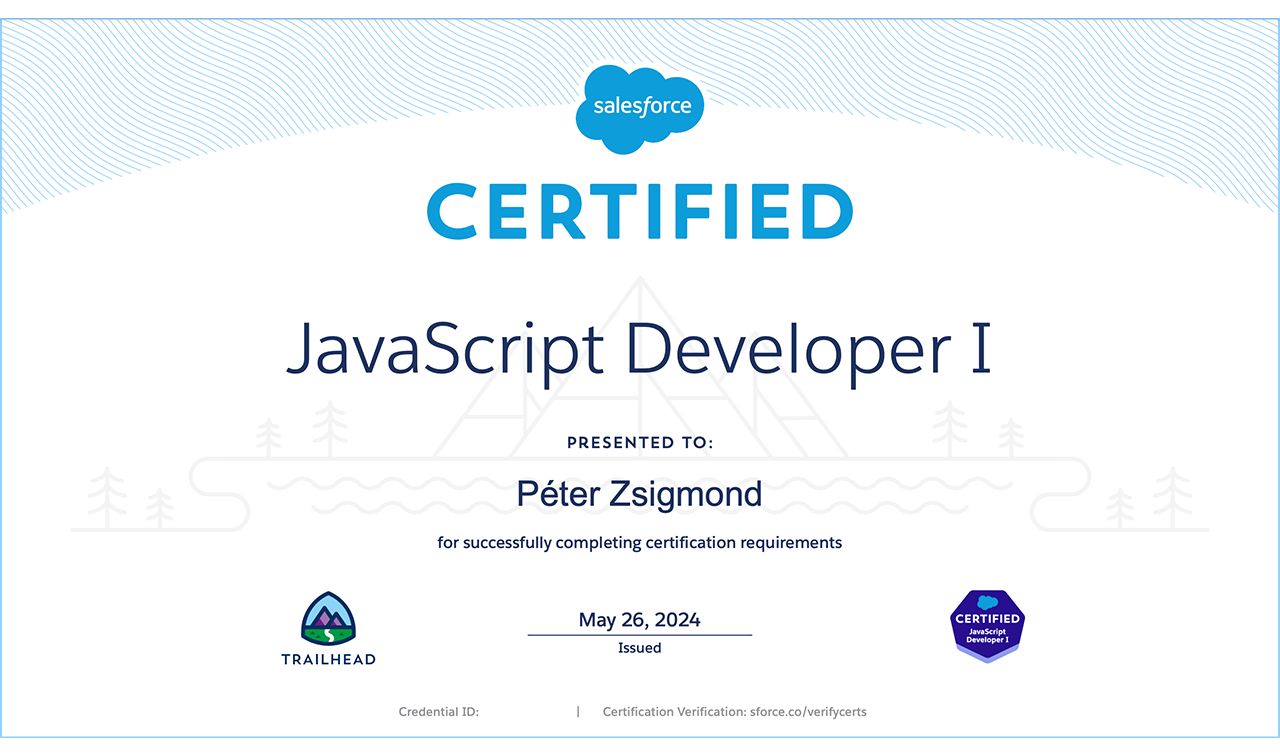 salesforce
CERTIFIED
JavaScript Developer I
PRESENTED TO:
Péter Zsigmond
for successfully completing certification requirements
TRAILHEAD
May 26, 2024
Issued
CERTIFIED
JavaScript
Developer I
Credential ID: | Certification Verification: sforce.co/verifycerts